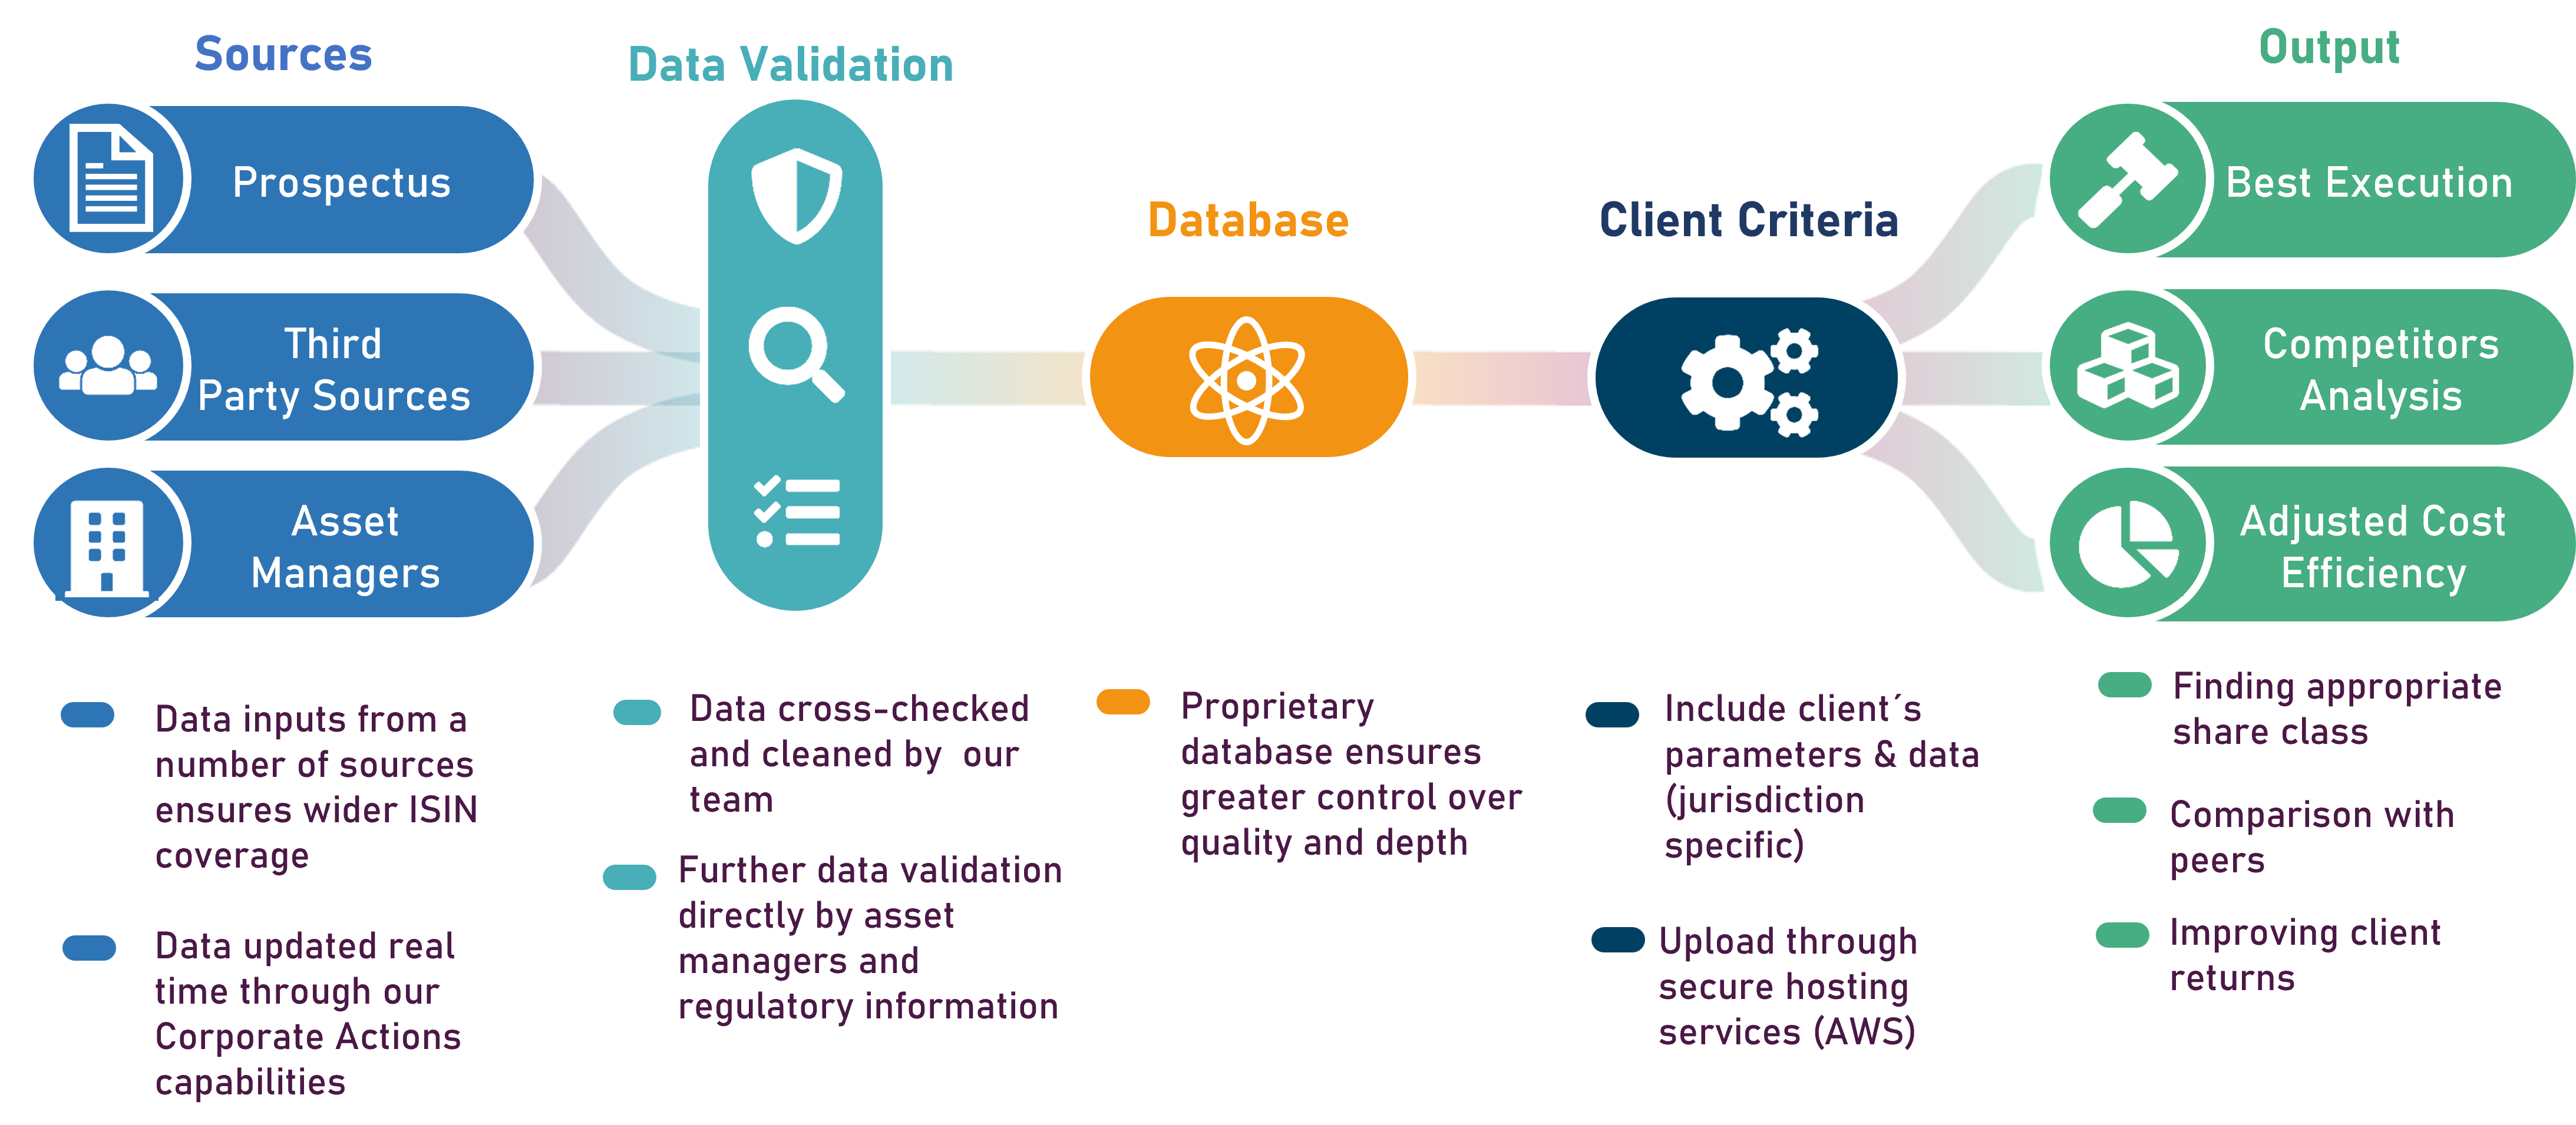 Sources
Prospectus
Third
Party Sources
Asset
Managers
Data inputs from a
number of sources
ensures wider ISIN
coverage
Data updated real
time through our
Corporate Actions
capabilities
Data Validation
Data cross-checked
and cleaned by  our
team
Further data validation
directly by asset
managers and
regulatory information
Database
Proprietary
database ensures
greater control over
quality and depth
Client Criteria
Include client´s
parameters & data
(jurisdiction
specific)
Upload through
secure hosting
services (AWS)
Output
Best Execution
Competitors
Analysis
Adjusted Cost
Efficiency
Finding appropriate
share class
Comparison with
peers
Improving client
returns